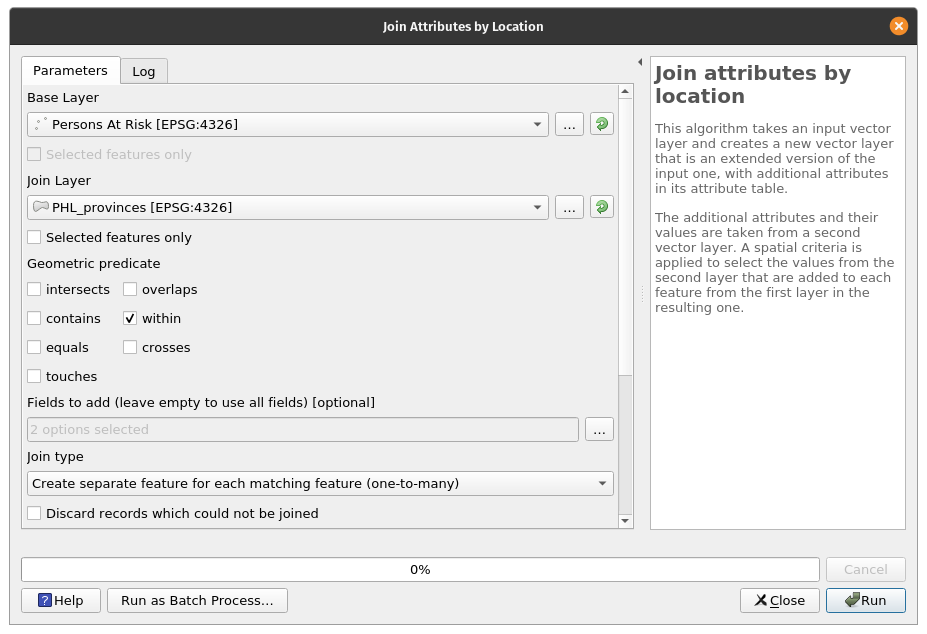 Join Attributes by Location
Parameters
Log
Base Layer
Persons At Risk [EPSG:4326]
...
Selected features only
Join Layer
PHL_provinces [EPSG:4326]
...
Selected features only
Geometric predicate
intersects
overlaps
contains
within
equals
crosses
touches
Fields to add (leave empty to use all fields) [optional]
2 options selected
...
Join type
Create separate feature for each matching feature (one-to-many)
Discard records which could not be joined
Join attributes by
location
This algorithm takes an input vector
layer and creates a new vector layer
that is an extended version of the
input one, with additional attributes
in its attribute table.
The additional attributes and their
values are taken from a second
vector layer. A spatial criteria is
applied to select the values from the
second layer that are added to each
feature from the first layer in the
resulting one.
0%
Cancel
?
Help
Run as Batch Process...
Close
Run